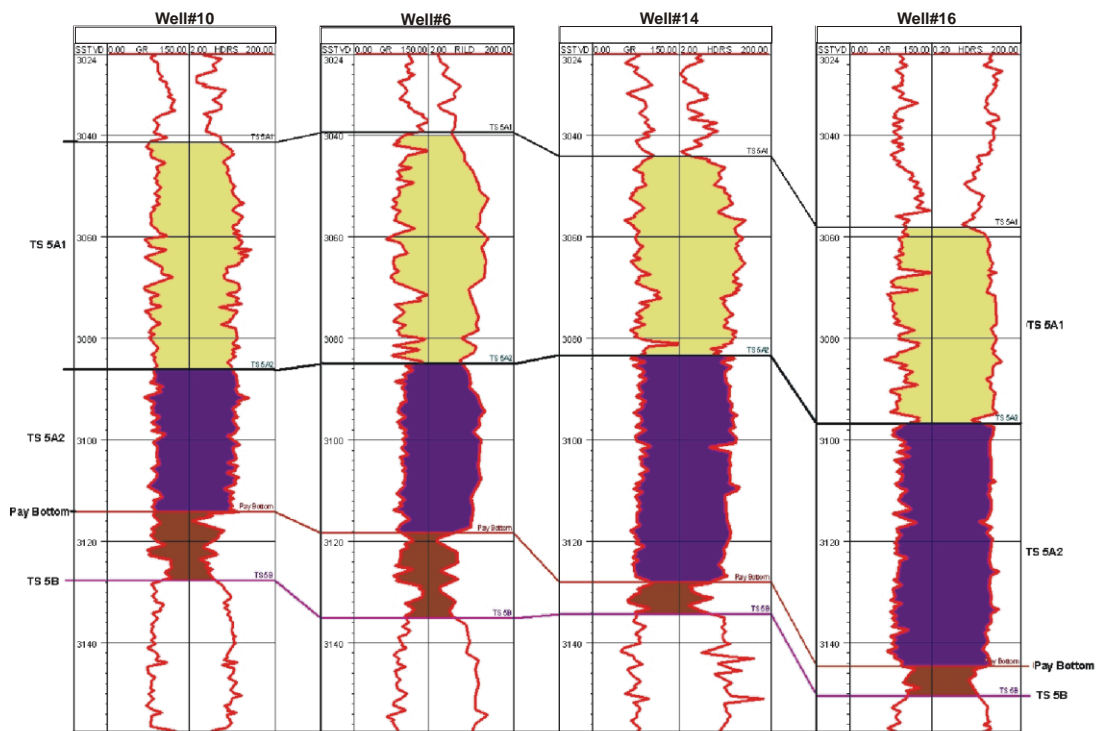 Well#10 Well#6 Well#14 Well#16
SSTVD 0.00 GR 150.00 2.00 HDRS 200.00 SSTVD 0.00 GR 150.00 2.00 RILD 200.00 SSTVD 0.00 GR 150.00 2.00 HDRS 200.00 SSTVD 0.00 GR 150.00 0.20 HDRS 200.00
3024 3024 3024 3024
3040 TS 5A1 3040 TS 5A1 3040 TS 5A1 3040
TS 5A1
TS 5A1 3060 3060 3060 3060
TS 5A1
3080 3080 3080 3080
TS 5A2 TS 5A2 TS 5A2
TS 5A2
TS 5A2 3100 3100 3100 3100
Pay Bottom Pay Bottom
3120 Pay Bottom 3120 3120 3120 TS 5A2
TS 5B TS 5B Pay Bottom
TS 5B TS 5B
3140 3140 3140 3140
Pay Bottom Pay Bottom
TS 5B TS 5B